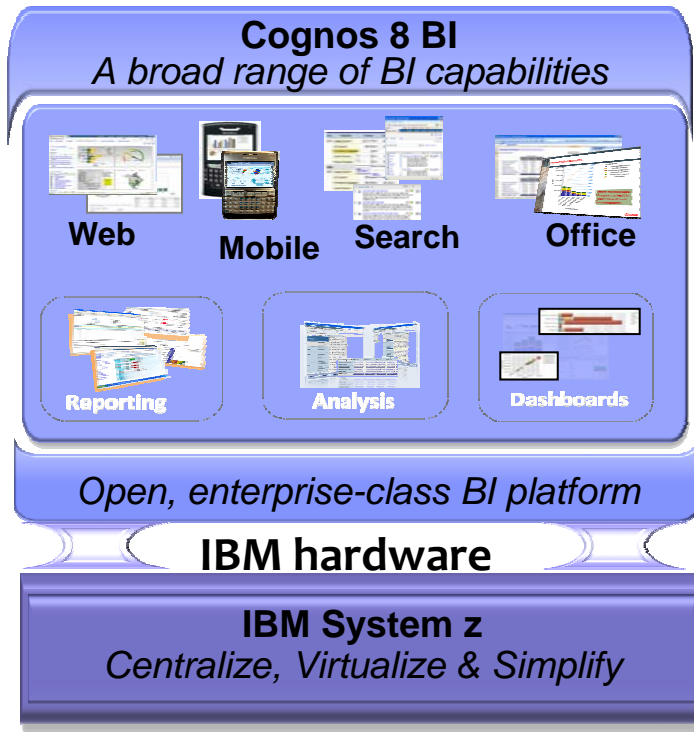 Cognos 8 BI
A broad range of BI capabilities
Web
Mobile
Search
Office
Reporting
Analysis
Dashboards
Open, enterprise-class BI platform
IBM hardware
IBM System z
Centralize, Virtualize & Simplify